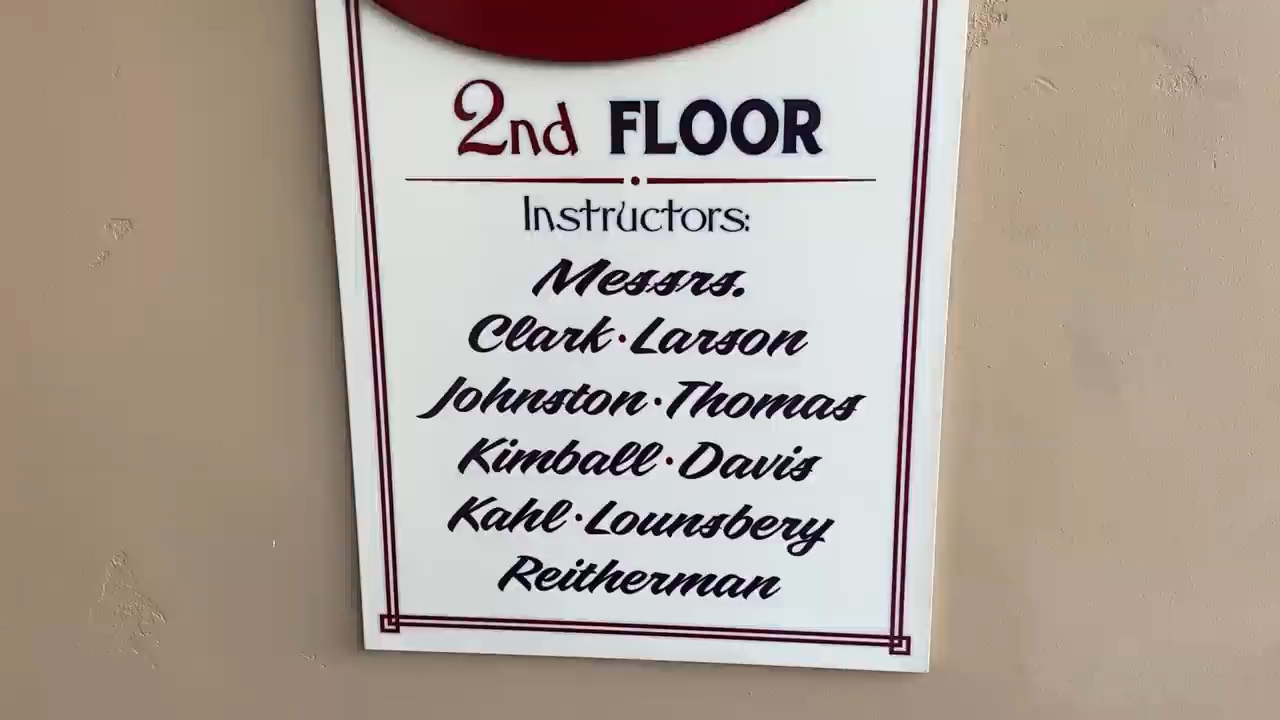 2nd FLOOR
Instructors:
Messrs.
Clark·Larson
Johnston·Thomas
Kimball·Davis
Kahl·Lounsbery
Reitherman